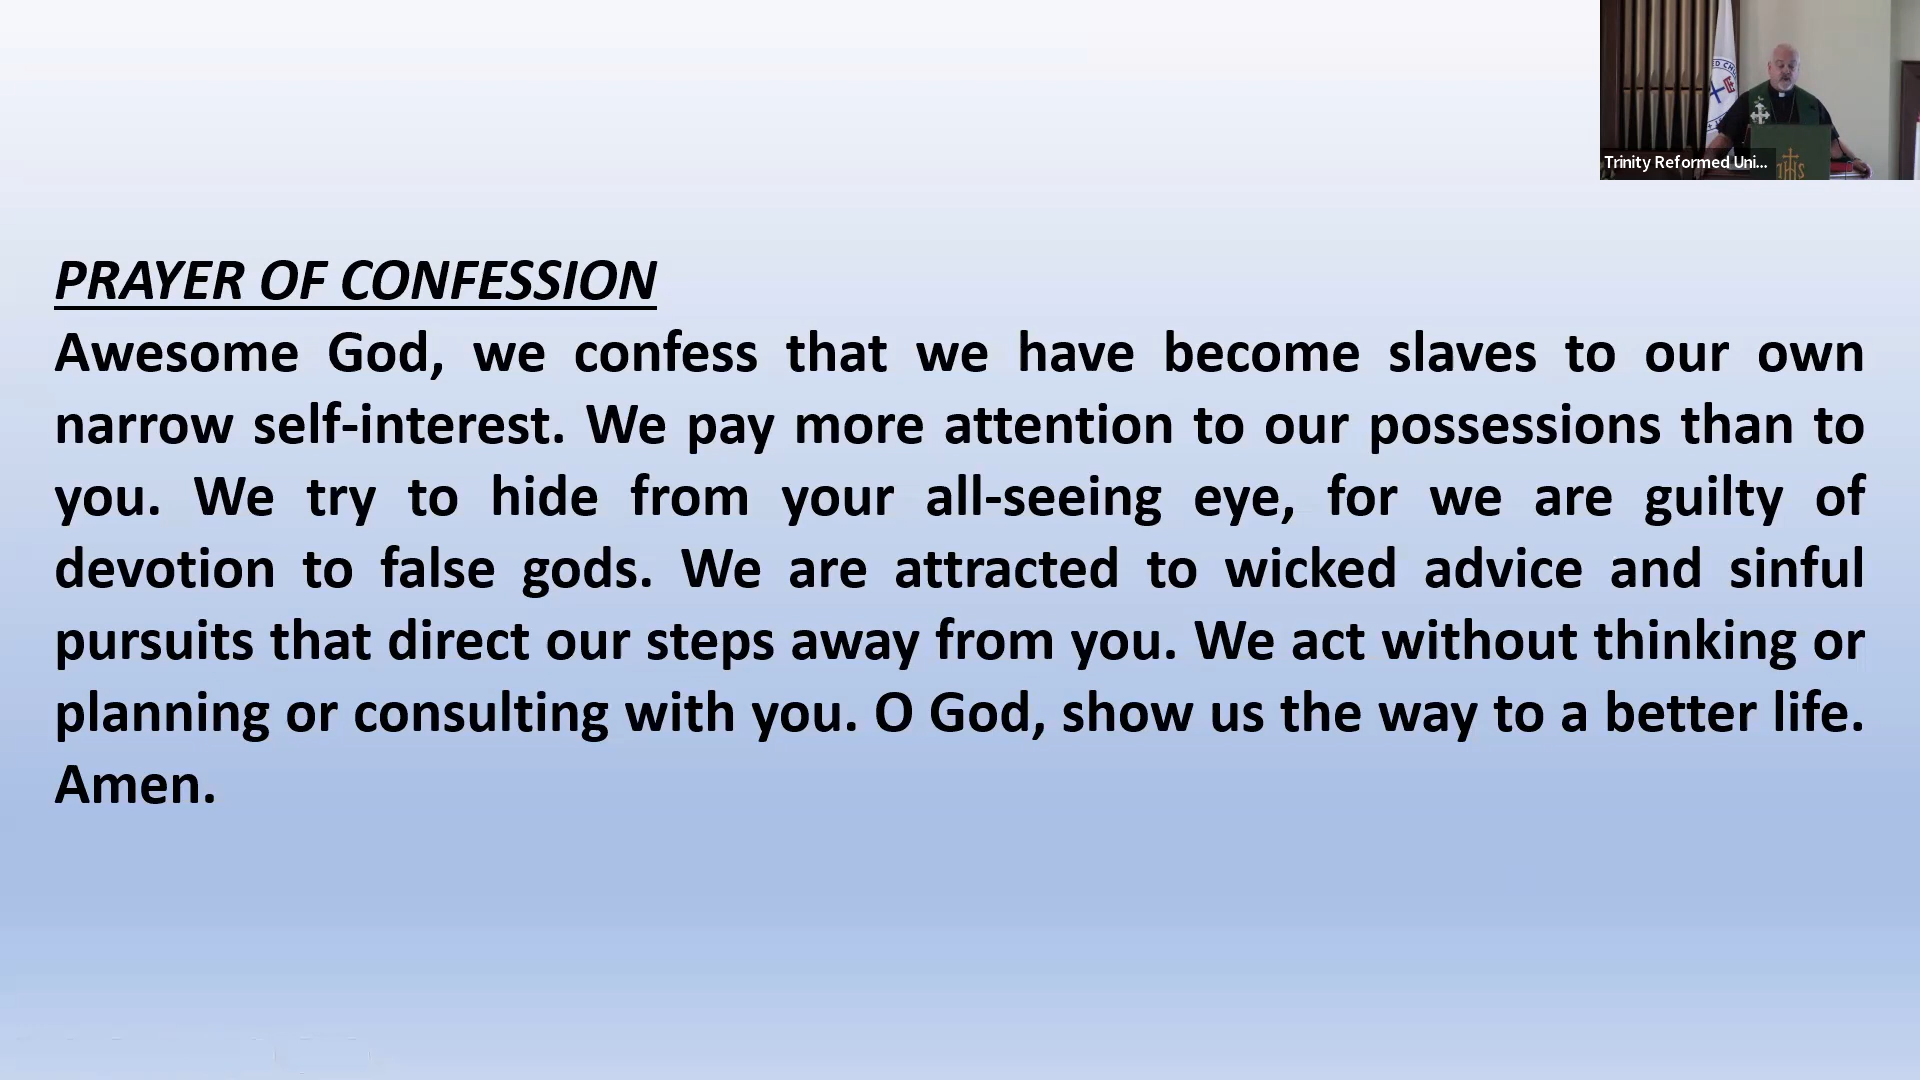 Trinity Reformed Uni...
IHS
PRAYER OF CONFESSION
Awesome God, we confess that we have become slaves to our own
narrow self-interest. We pay more attention to our possessions than to
you. We try to hide from your all-seeing eye, for we are guilty of
devotion to false gods. We are attracted to wicked advice and sinful
pursuits that direct our steps away from you. We act without thinking or
planning or consulting with you. O God, show us the way to a better life.
Amen.